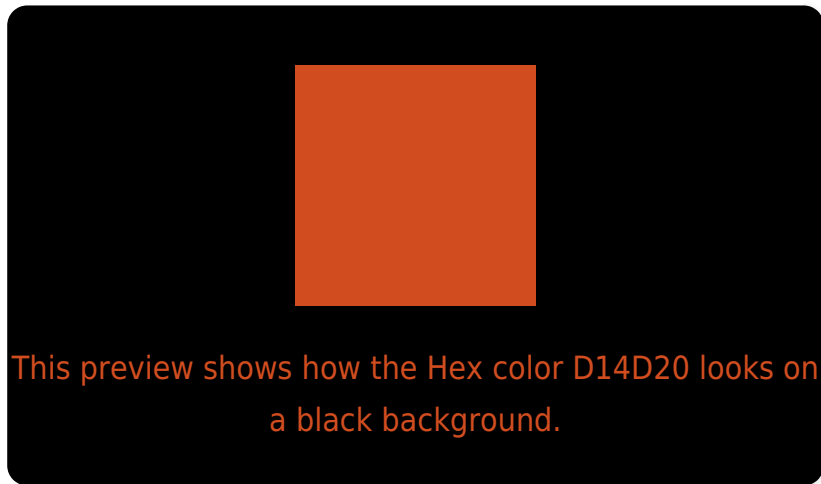 This preview shows how the Hex color D14D20 looks on
a black background.